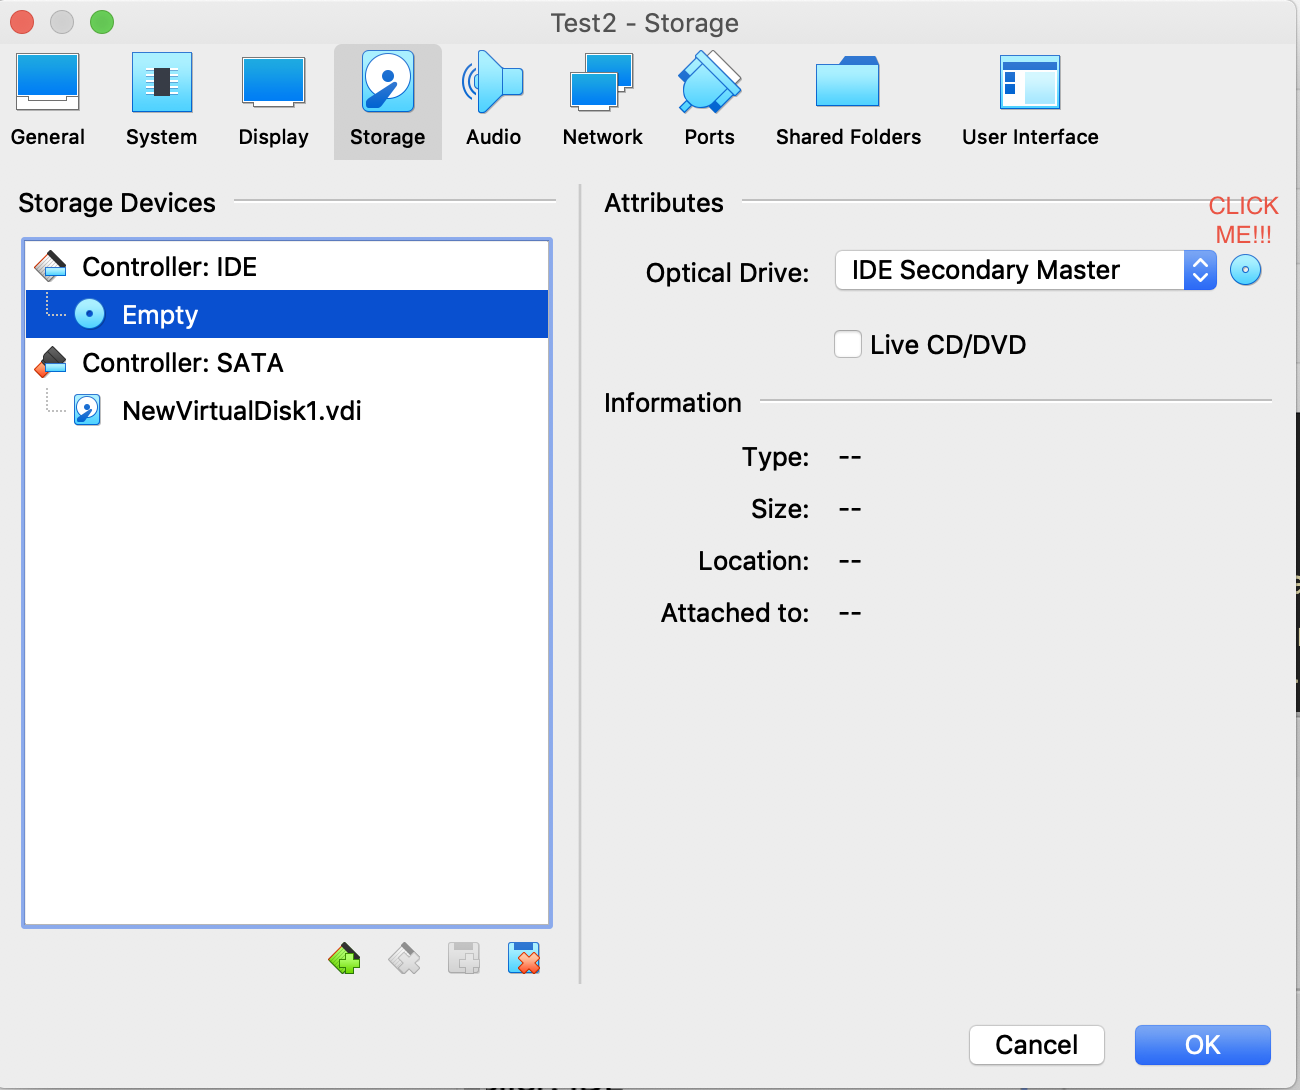 Test2 - Storage
General
System
Display
Storage
Audio
Network
Ports
Shared Folders
User Interface
Storage Devices
Controller: IDE
Empty
Controller: SATA
NewVirtualDisk1.vdi
Attributes
CLICK
ME!!!
Optical Drive: IDE Secondary Master
Live CD/DVD
Information
Type: --
Size: --
Location: --
Attached to: --
Cancel
OK